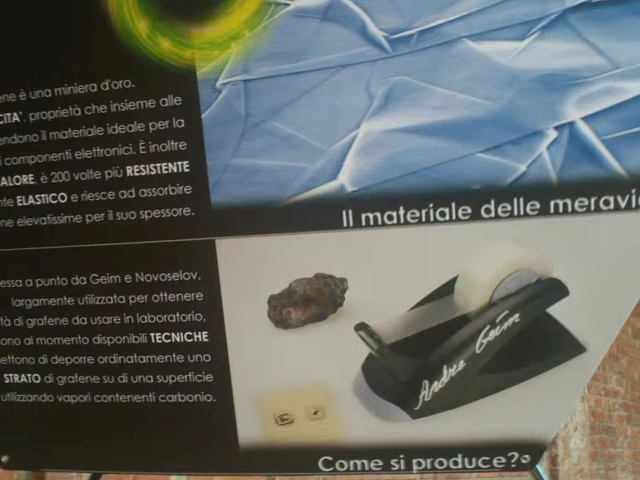 ene è una miniera d'oro.
CITA', proprietà che insieme alle
endono il materiale ideale per la
i componenti elettronici. È inoltre
ALORE, è 200 volte più RESISTENTE
nte ELASTICO e riesce ad assorbire
ne elevatissime per il suo spessore.
Il materiale delle meravi
essa a punto da Geim e Novoselov,
largamente utilizzata per ottenere
tà di grafene da usare in laboratorio,
ono al momento disponibili TECNICHE
ettono di deporre ordinatamente uno
STRATO di grafene su di una superficie
utilizzando vapori contenenti carbonio.
Andre Geim
Come si produce?